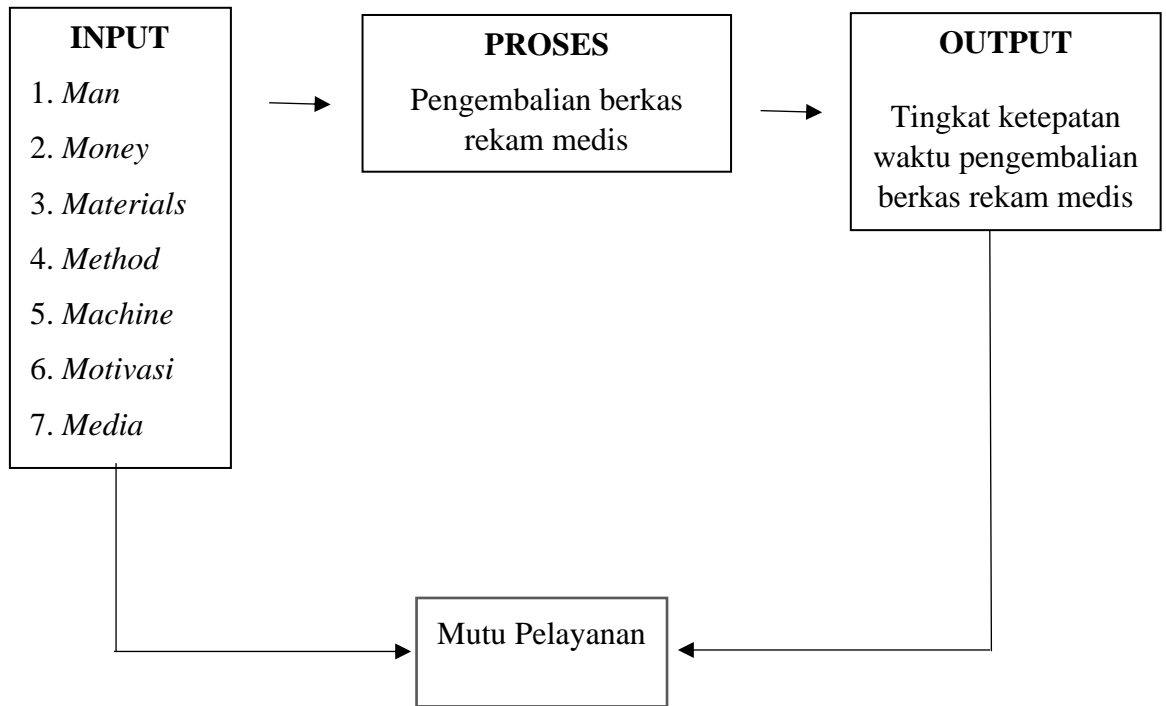 INPUT
1. Man
2. Money
3. Materials
4. Method
5. Machine
6. Motivasi
7. Media
PROSES
Pengembalian berkas
rekam medis
OUTPUT
Tingkat ketepatan
waktu pengembalian
berkas rekam medis
Mutu Pelayanan